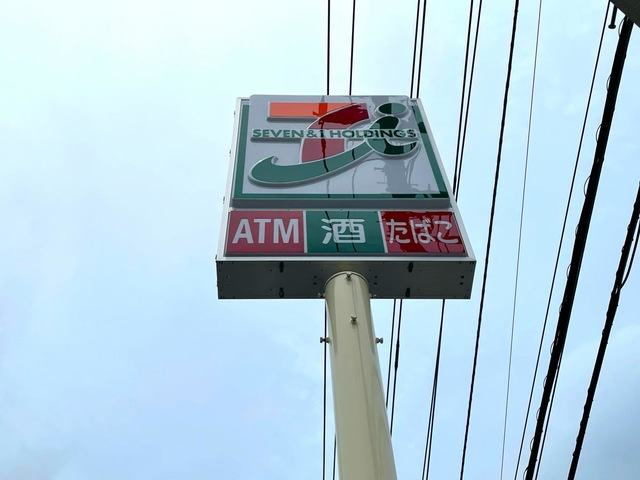 SEVEN & i HOLDINGS
ATM 酒 たばこ